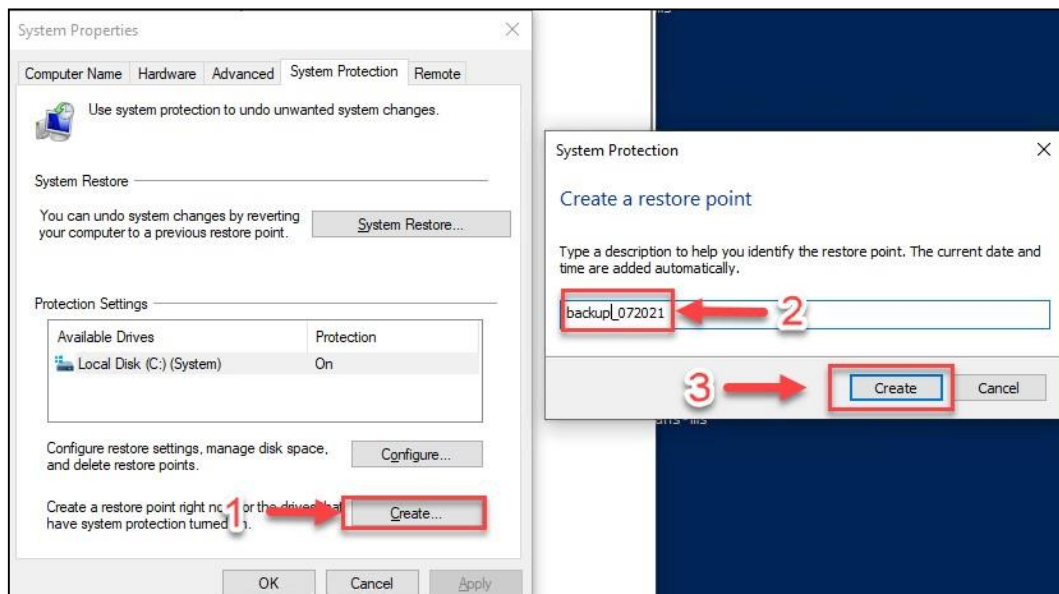 System Properties
Computer Name Hardware Advanced System Protection Remote
Use system protection to undo unwanted system changes.
System Restore
You can undo system changes by reverting
your computer to a previous restore point.
System Restore...
Protection Settings
Available Drives Protection
Local Disk (C:) (System) On
Configure restore settings, manage disk space,
and delete restore points.
Configure...
Create a restore point right for the drives that
have system protection turned
1
Create...
OK Cancel Apply
System Protection
Create a restore point
Type a description to help you identify the restore point. The current date and
time are added automatically.
backup_072021
2
3
Create Cancel